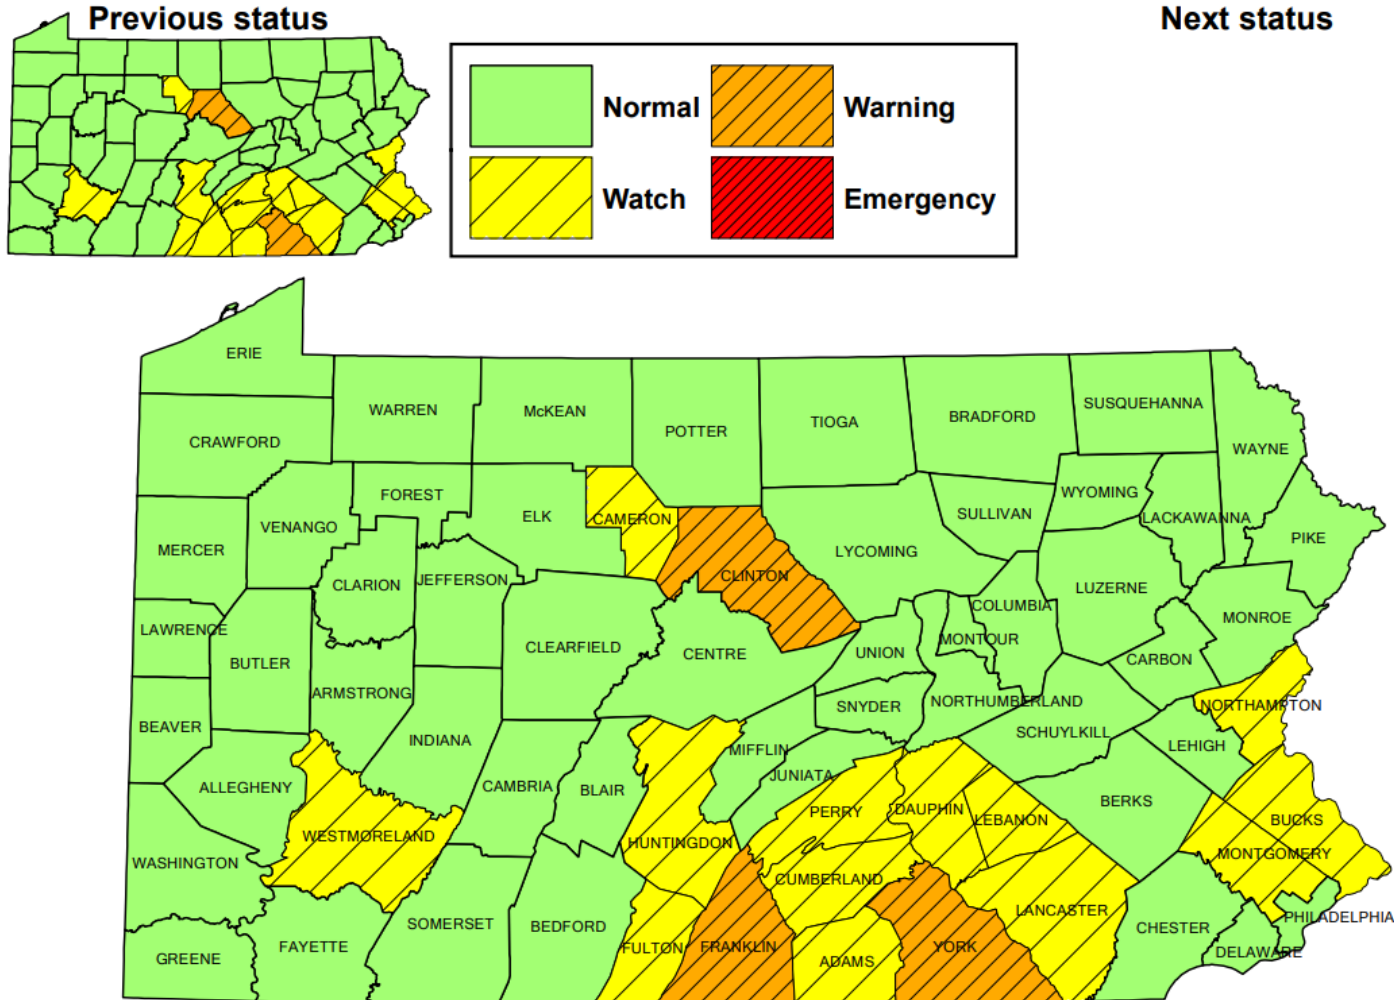 Previous status
Next status
Normal
Warning
Watch
Emergency
ERIE
CRAWFORD
WARREN
McKEAN
POTTER
TIOGA
BRADFORD
SUSQUEHANNA
WAYNE
FOREST
VENANGO
ELK
CAMERON
SULLIVAN
WYOMING
LACKAWANNA
PIKE
MERCER
CLARION
JEFFERSON
CLINTON
LYCOMING
LUZERNE
COLUMBIA
MONROE
LAWRENCE
BUTLER
CLEARFIELD
CENTRE
UNION
MONTOUR
CARBON
ARMSTRONG
SNYDER
NORTHUMBERLAND
NORTHAMPTON
BEAVER
INDIANA
MIFFLIN
SCHUYLKILL
LEHIGH
ALLEGHENY
CAMBRIA
BLAIR
JUNIATA
PERRY
DAUPHIN
LEBANON
BERKS
BUCKS
WESTMORELAND
HUNTINGDON
MONTGOMERY
WASHINGTON
CUMBERLAND
LANCASTER
PHILADELPHIA
SOMERSET
BEDFORD
CHESTER
GREENE
FAYETTE
FULTON
FRANKLIN
ADAMS
YORK
DELAWARE